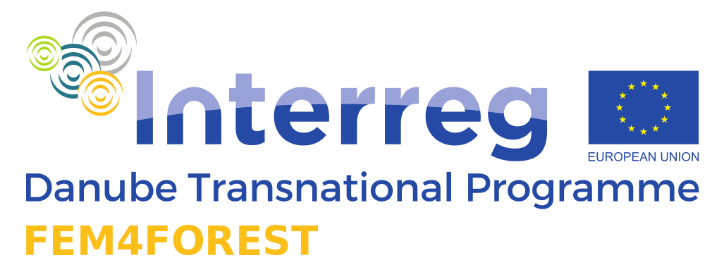 Interreg
EUROPEAN UNION
Danube Transnational Programme
FEM4FOREST